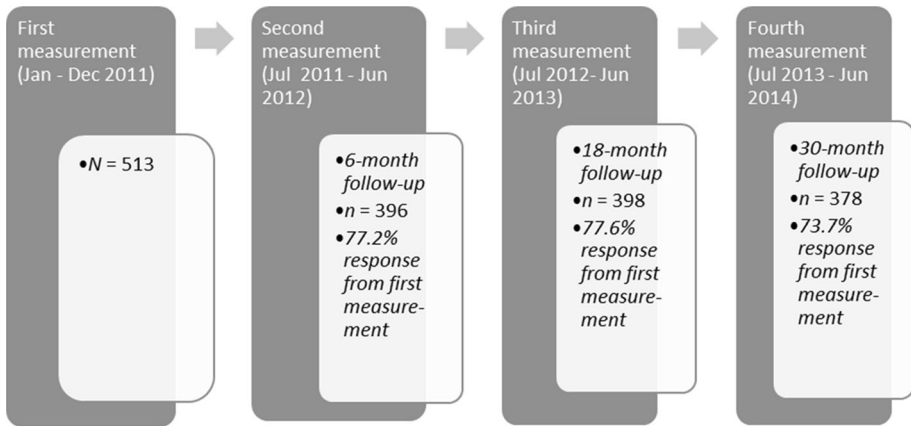 First
measurement
(Jan - Dec 2011)
•N = 513
Second
measurement
(Jul 2011 - Jun
2012)
•6-month
follow-up
•n = 396
•77.2%
response
from first
measure-
ment
Third
measurement
(Jul 2012- Jun
2013)
•18-month
follow-up
•n = 398
•77.6%
response
from first
measure-
ment
Fourth
measurement
(Jul 2013 - Jun
2014)
•30-month
follow-up
•n = 378
•73.7%
response
from first
measure-
ment